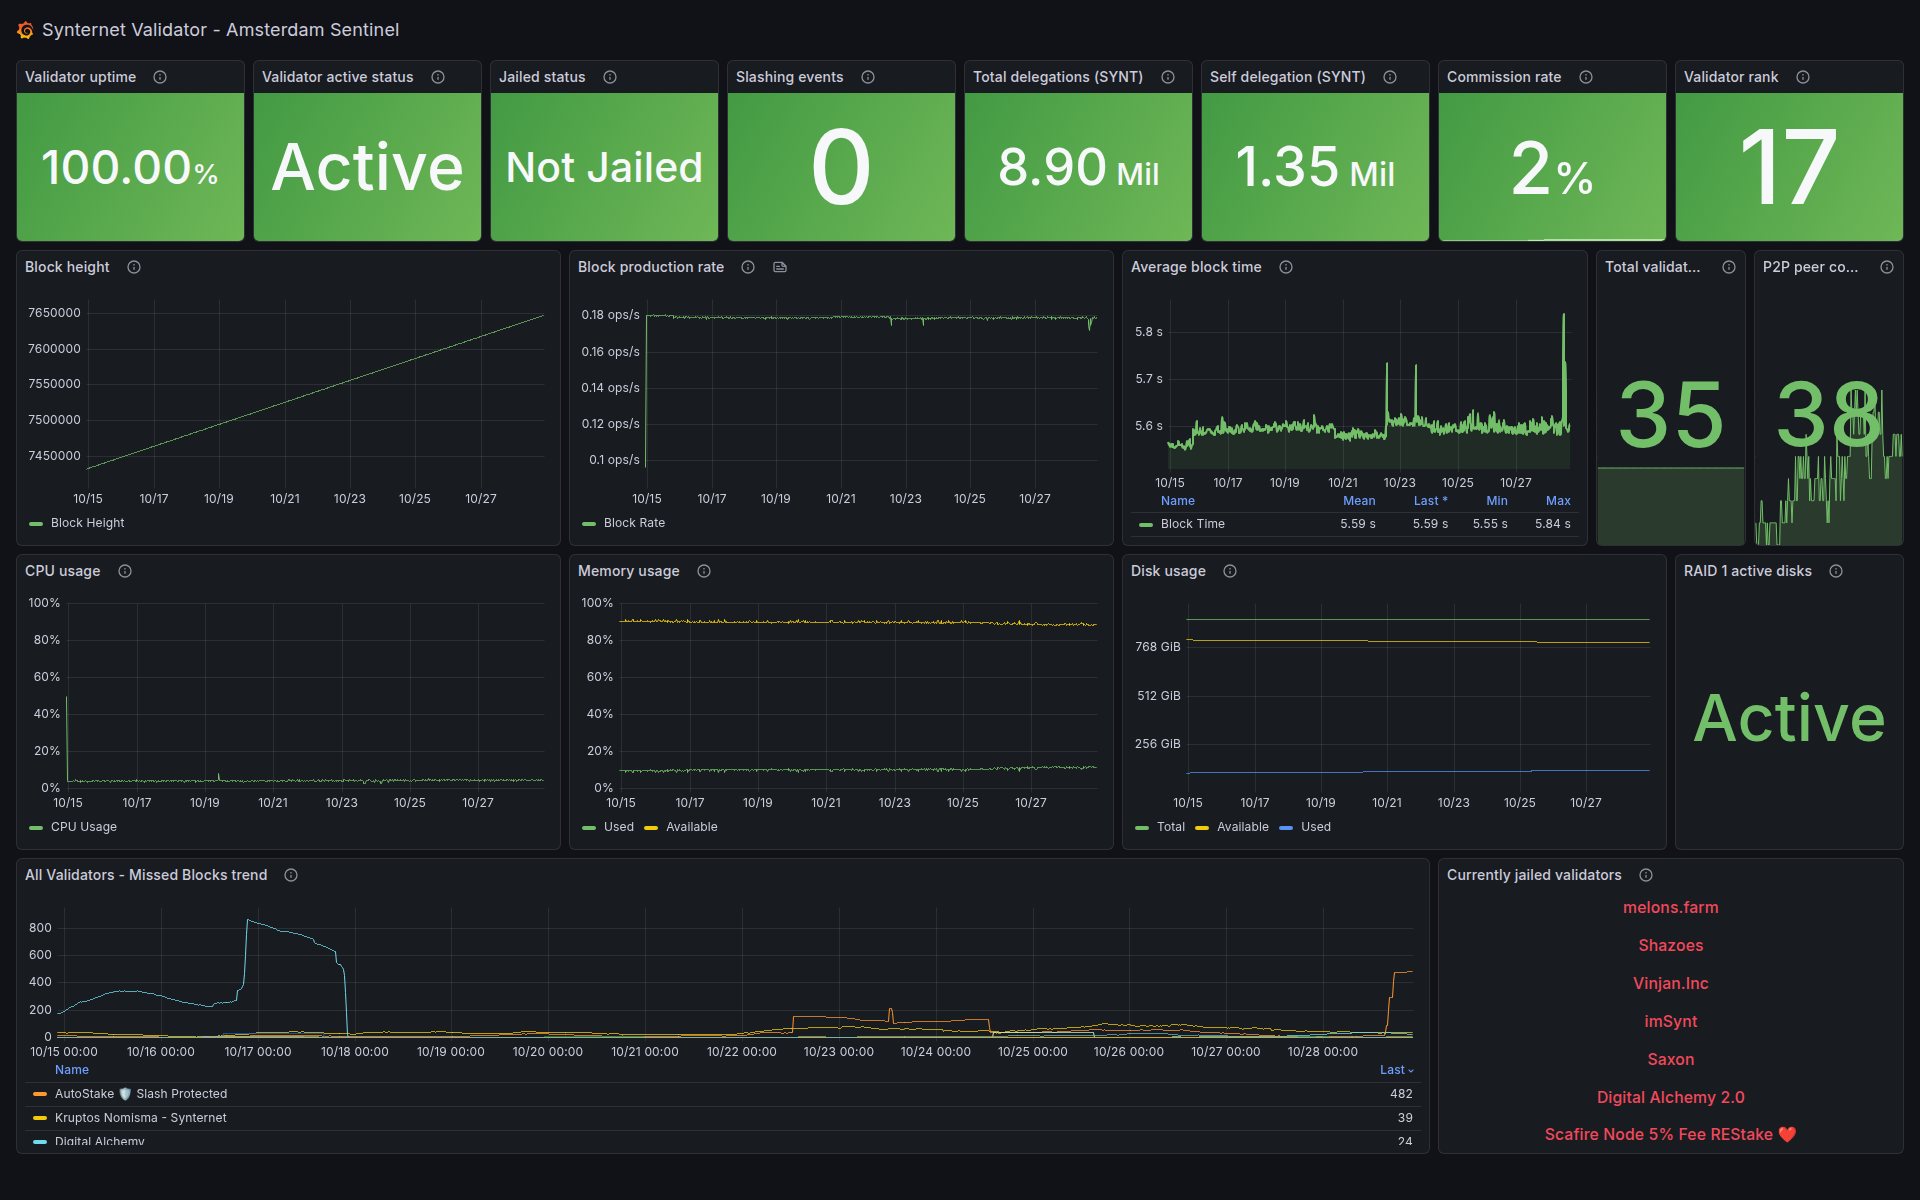 Synternet Validator - Amsterdam Sentinel
Validator uptime
100.00%
Validator active status
Active
Jailed status
Not Jailed
Slashing events
0
Total delegations (SYNT)
8.90 Mil
Self delegation (SYNT)
1.35 Mil
Commission rate
2%
Validator rank
17
Block height
7650000
7600000
7550000
7500000
7450000
10/15 10/17 10/19 10/21 10/23 10/25 10/27
Block Height
Block production rate
0.18 ops/s
0.16 ops/s
0.14 ops/s
0.12 ops/s
0.1 ops/s
10/15 10/17 10/19 10/21 10/23 10/25 10/27
Block Rate
Average block time
5.8 s
5.7 s
5.6 s
10/15 10/17 10/19 10/21 10/23 10/25 10/27
Name Mean Last * Min Max
Block Time 5.59 s 5.59 s 5.55 s 5.84 s
Total validat...
35
P2P peer co...
38
CPU usage
100%
80%
60%
40%
20%
0%
10/15 10/17 10/19 10/21 10/23 10/25 10/27
CPU Usage
Memory usage
100%
80%
60%
40%
20%
0%
10/15 10/17 10/19 10/21 10/23 10/25 10/27
Used Available
Disk usage
768 GiB
512 GiB
256 GiB
10/15 10/17 10/19 10/21 10/23 10/25 10/27
Total Available Used
RAID 1 active disks
Active
All Validators - Missed Blocks trend
800
600
400
200
0
10/15 00:00 10/16 00:00 10/17 00:00 10/18 00:00 10/19 00:00 10/20 00:00 10/21 00:00 10/22 00:00 10/23 00:00 10/24 00:00 10/25 00:00 10/26 00:00 10/27 00:00 10/28 00:00
Name Last
AutoStake 🛡️ Slash Protected 482
Kruptos Nomisma - Synternet 39
Digital Alchemy 24
Currently jailed validators
melons.farm
Shazoes
Vinjan.Inc
imSynt
Saxon
Digital Alchemy 2.0
Scafire Node 5% Fee REStake ❤️